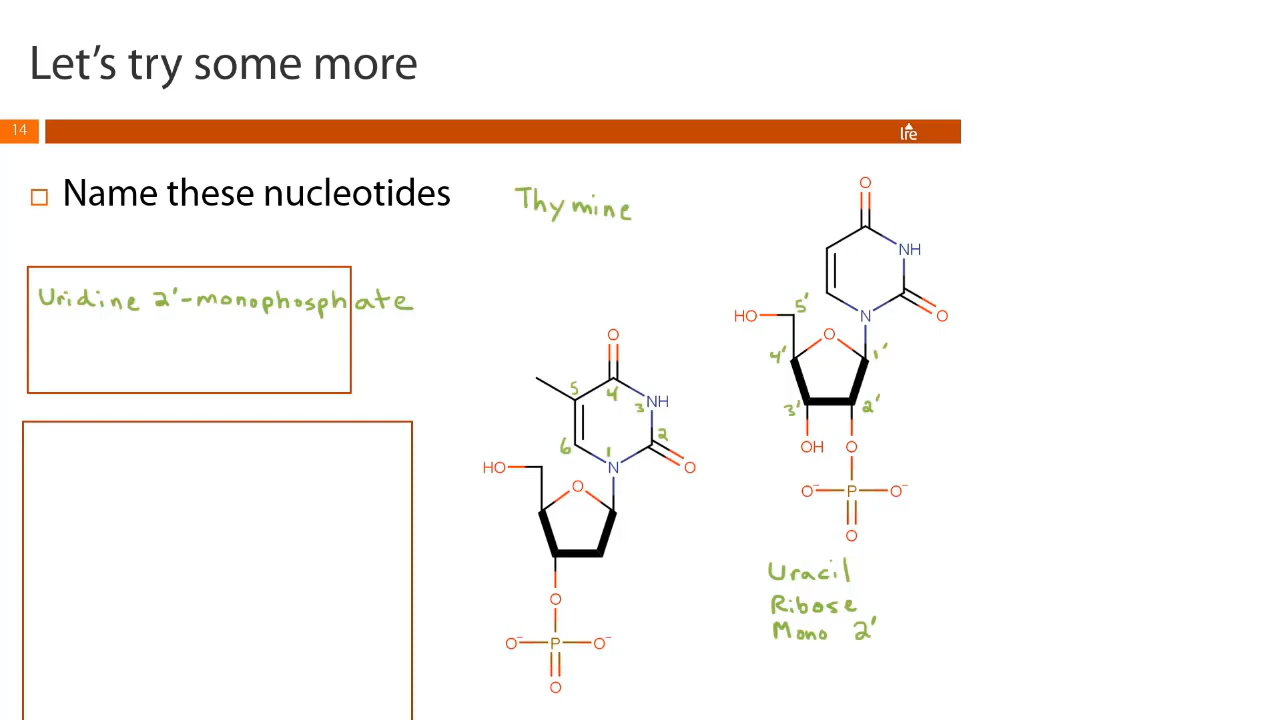 Let's try some more
14
lre
Name these nucleotides
Thymine
Uridine 2'-monophosphate
O
NH
O
N
HO
5'
O
4'
1'
3'
2'
OH
O
O⁻
P
O⁻
O
Uracil
Ribose
Mono 2'
O
5
4
NH
3
6
1
2
N
O
HO
O
O
O⁻
P
O⁻
O